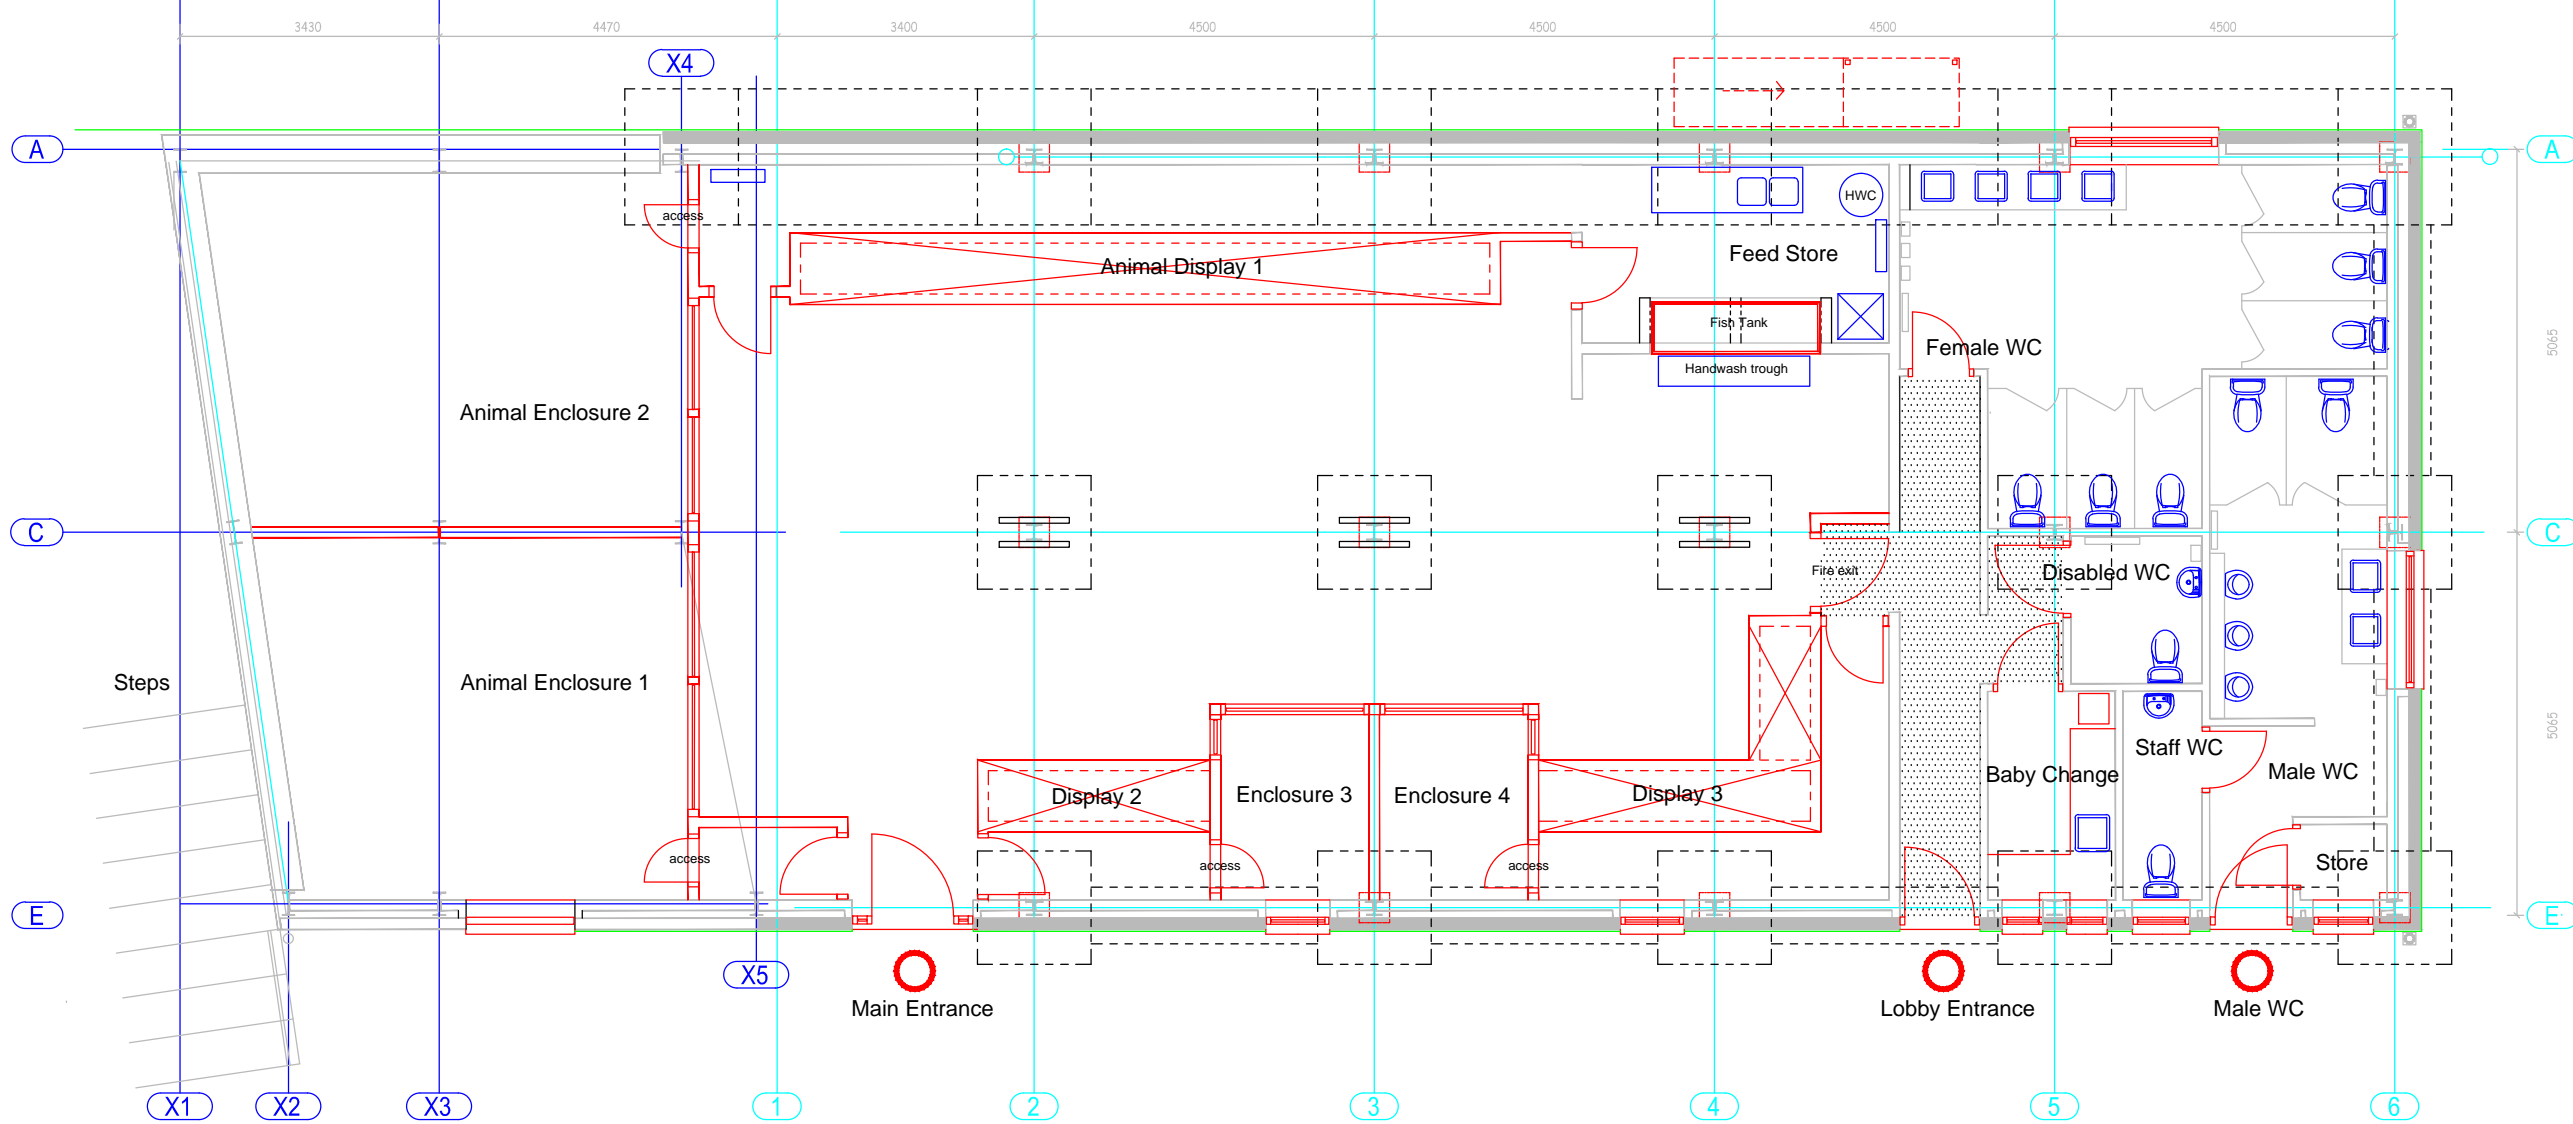 3430 4470 3400 4500 4500 4500 4500
X4
A A
access
HWC
Feed Store
Animal Display 1
Fish Tank
5065
Female WC
Handwash trough
Animal Enclosure 2
C C
Fire exit
Disabled WC
Steps
Animal Enclosure 1
5065
Staff WC
Baby Change
Male WC
Display 2
Enclosure 3
Enclosure 4
Display 3
access
access
access
Store
E E
X5
Main Entrance
Lobby Entrance
Male WC
X1 X2 X3 1 2 3 4 5 6